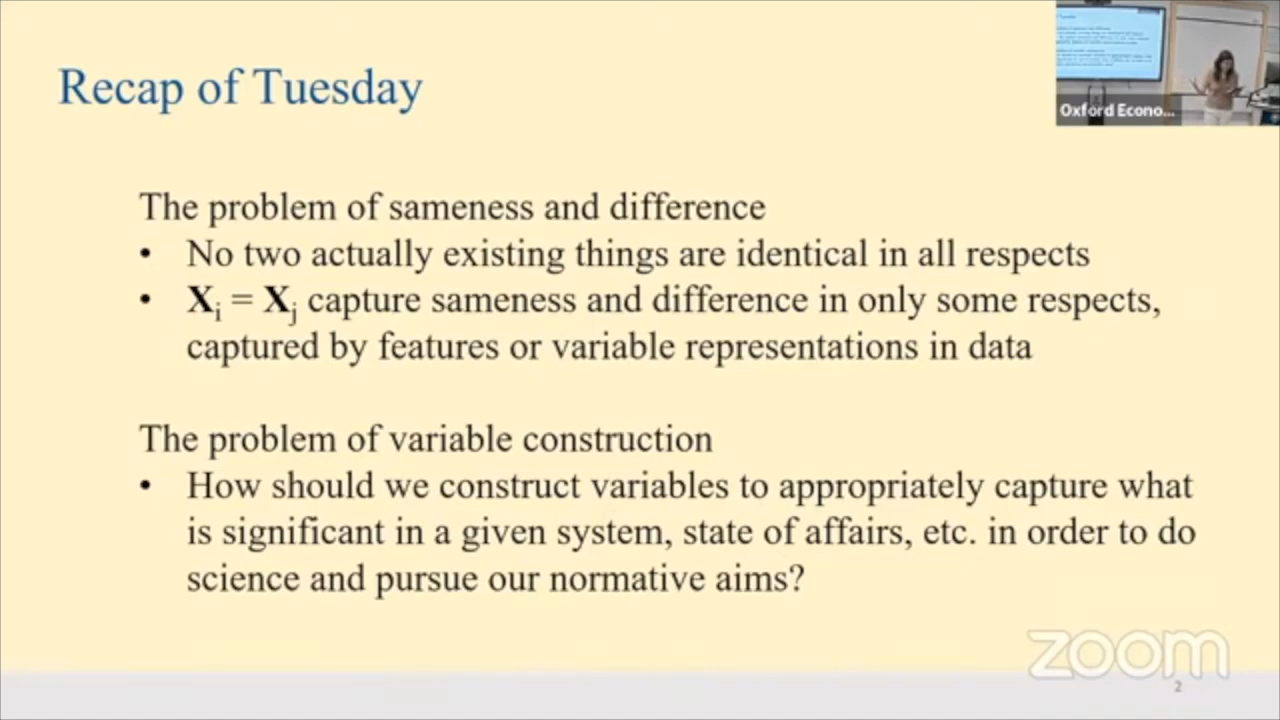 Recap of Tuesday
Oxford Econo...
The problem of sameness and difference
• No two actually existing things are identical in all respects
• Xᵢ = Xⱼ capture sameness and difference in only some respects,
captured by features or variable representations in data
The problem of variable construction
• How should we construct variables to appropriately capture what
is significant in a given system, state of affairs, etc. in order to do
science and pursue our normative aims?
zoom
2